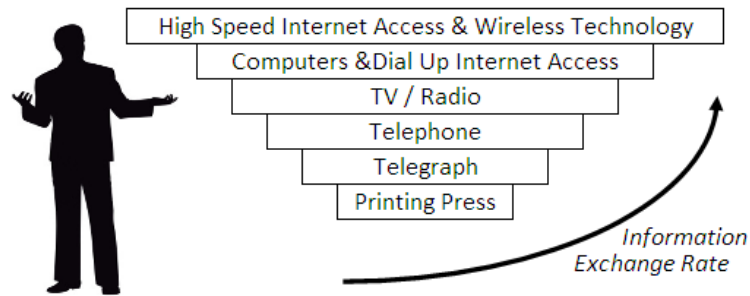 High Speed Internet Access & Wireless Technology
Computers &Dial Up Internet Access
TV / Radio
Telephone
Telegraph
Printing Press
Information
Exchange Rate